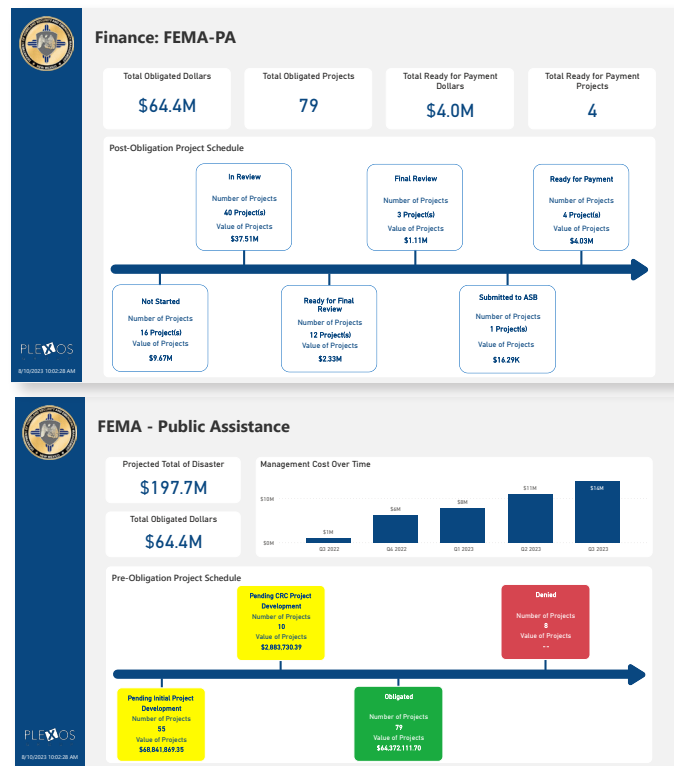 Finance: FEMA-PA
Total Obligated Dollars
$64.4M
Total Obligated Projects
79
Total Ready for Payment
Dollars
$4.0M
Total Ready for Payment
Projects
4
Post-Obligation Project Schedule
In Review
Number of Projects
40 Project(s)
Value of Projects
$37.51M
Final Review
Number of Projects
3 Project(s)
Value of Projects
$1.11M
Ready for Payment
Number of Projects
4 Project(s)
Value of Projects
$4.03M
Not Started
Number of Projects
16 Project(s)
Value of Projects
$9.67M
Ready for Final
Review
Number of Projects
12 Project(s)
Value of Projects
$2.33M
Submitted to ASB
Number of Projects
1 Project(s)
Value of Projects
$16.29K
PLEXOS
8/10/2023 10:02:28 AM
FEMA - Public Assistance
Projected Total of Disaster
$197.7M
Total Obligated Dollars
$64.4M
Management Cost Over Time
$10M
$0M
$1M
$6M
$8M
$11M
$14M
Q3 2022
Q4 2022
Q1 2023
Q2 2023
Q3 2023
Pre-Obligation Project Schedule
Pending CRC Project
Development
Number of Projects
10
Value of Projects
$2,883,730.39
Denied
Number of Projects
8
Value of Projects
--
Pending Initial Project
Development
Number of Projects
55
Value of Projects
$68,841,869.35
Obligated
Number of Projects
79
Value of Projects
$64,372,111.70
PLEXOS
8/10/2023 10:02:28 AM